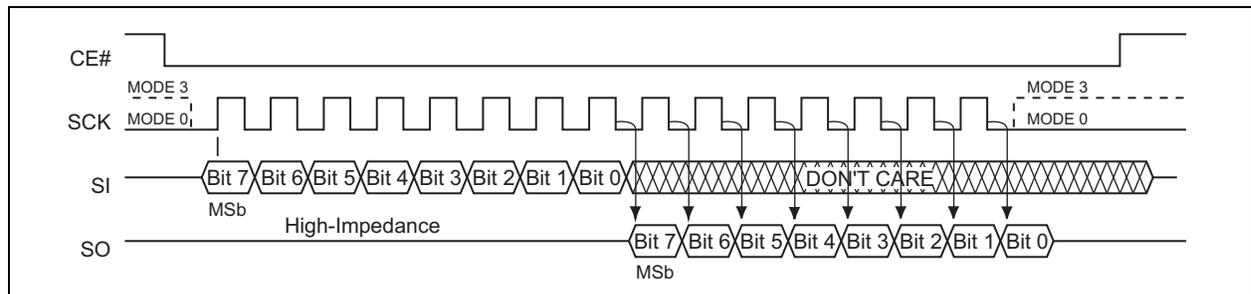 CE#
MODE 3 MODE 3
SCK MODE 0 MODE 0
SI Bit 7 Bit 6 Bit 5 Bit 4 Bit 3 Bit 2 Bit 1 Bit 0 DON'T CARE
MSb
High-Impedance
SO Bit 7 Bit 6 Bit 5 Bit 4 Bit 3 Bit 2 Bit 1 Bit 0
MSb